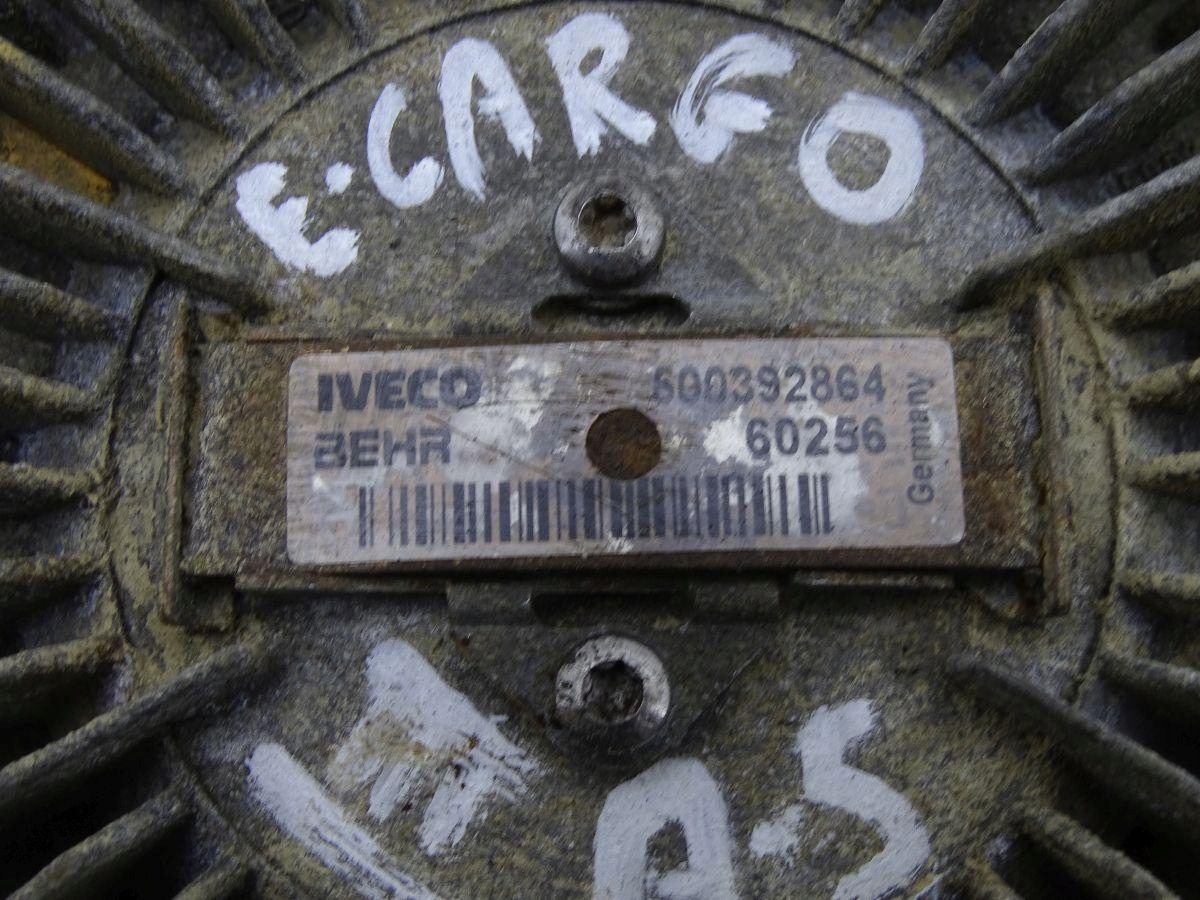 E.CARGO
IVECO 500392864
BEHR 60256
Germany